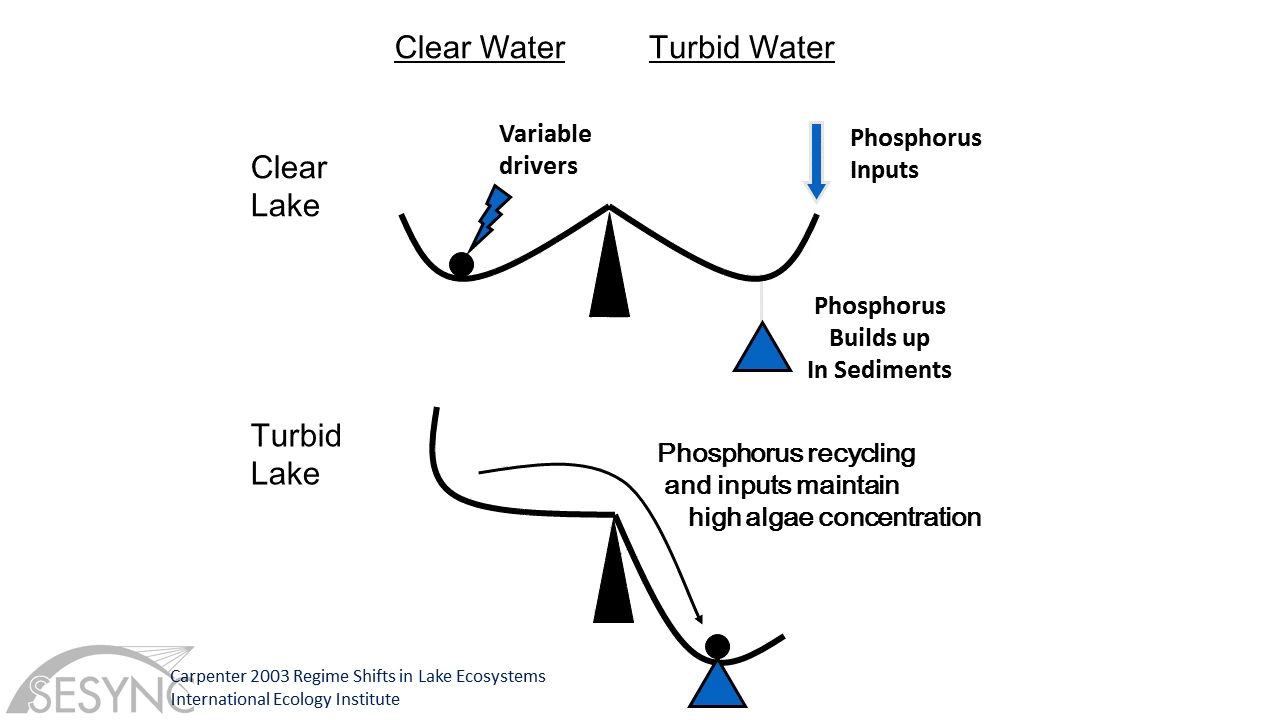 Clear Water
Turbid Water
Clear
Lake
Variable
drivers
Phosphorus
Inputs
Phosphorus
Builds up
In Sediments
Turbid
Lake
Phosphorus recycling
and inputs maintain
high algae concentration
SESYNC
Carpenter 2003 Regime Shifts in Lake Ecosystems
International Ecology Institute